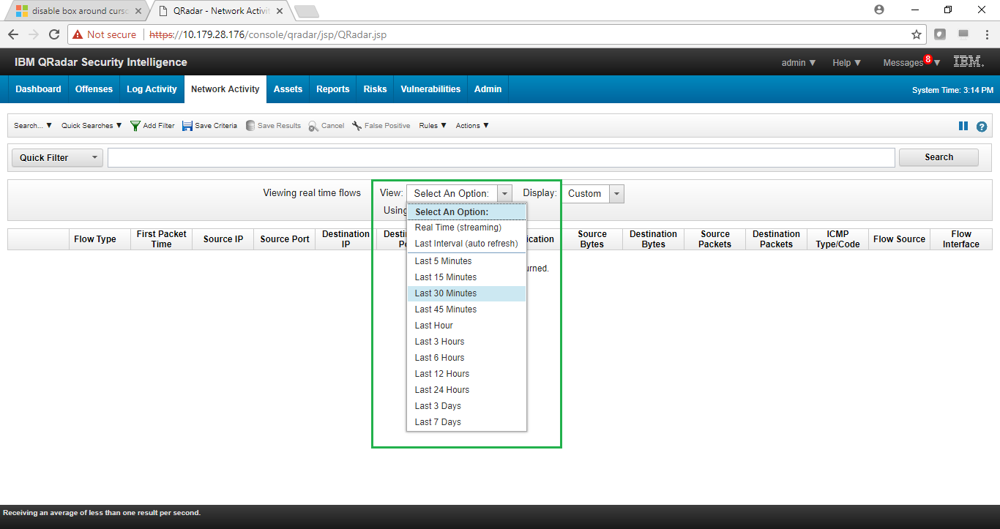 disable box around curso
QRadar - Network Activit
Not secure https://10.179.28.176/console/qradar/jsp/QRadar.jsp
IBM QRadar Security Intelligence
admin ▼ Help ▼ Messages 8 ▼ IBM.
Dashboard Offenses Log Activity Network Activity Assets Reports Risks Vulnerabilities Admin
System Time: 3:14 PM
Search... ▼ Quick Searches ▼ Add Filter Save Criteria Save Results Cancel False Positive Rules ▼ Actions ▼
Quick Filter Search
Viewing real time flows View: Select An Option: Display: Custom
Using
Select An Option:
Real Time (streaming)
Last Interval (auto refresh)
Last 5 Minutes
Last 15 Minutes
Last 30 Minutes
Last 45 Minutes
Last Hour
Last 3 Hours
Last 6 Hours
Last 12 Hours
Last 24 Hours
Last 3 Days
Last 7 Days
Flow Type
First Packet
Time
Source IP
Source Port
Destination
IP
ication
Source
Bytes
Destination
Bytes
Source
Packets
Destination
Packets
ICMP
Type/Code
Flow Source
Flow
Interface
urned.
Receiving an average of less than one result per second.